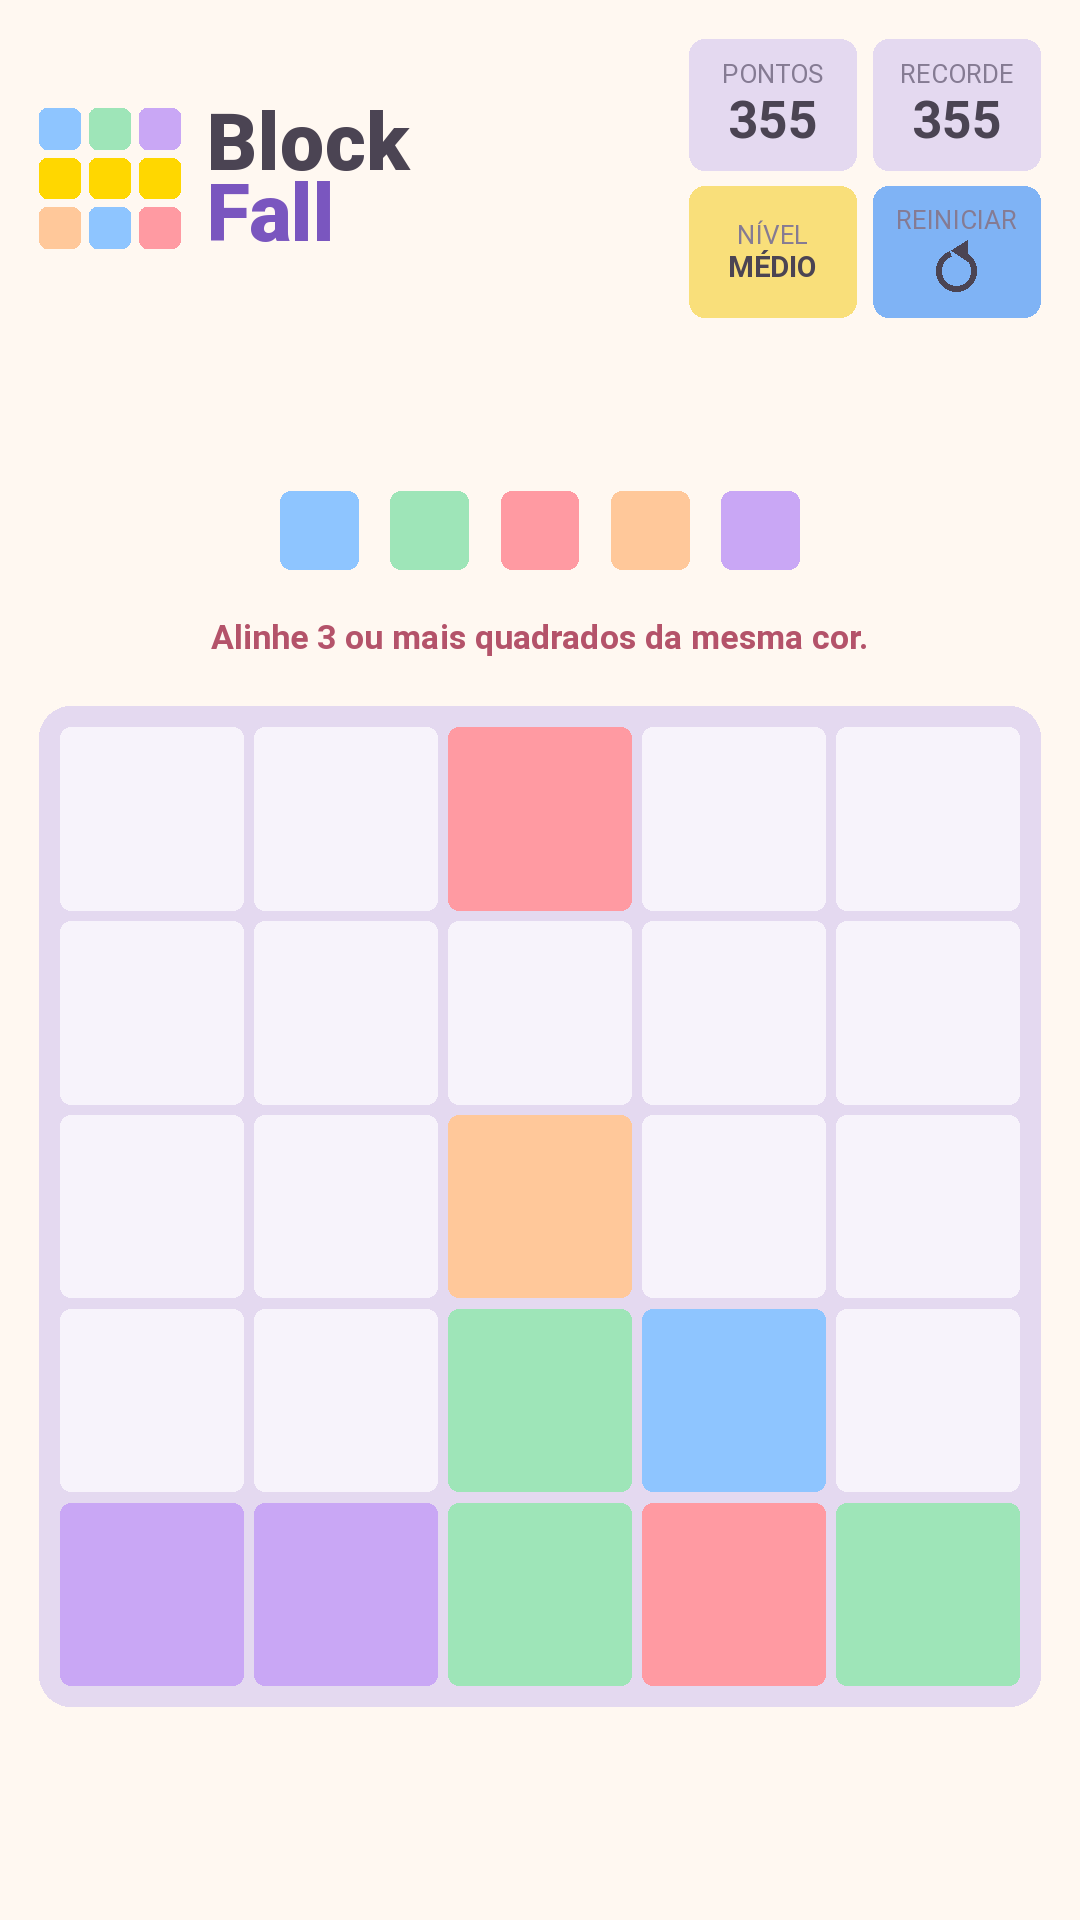 Block
Fall
PONTOS
355
RECORDE
355
NÍVEL
MÉDIO
REINICIAR
Alinhe 3 ou mais quadrados da mesma cor.